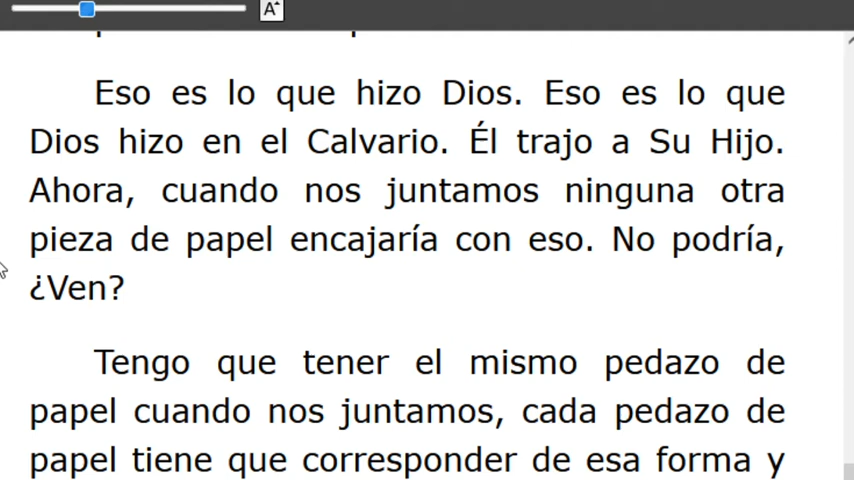 A
Eso es lo que hizo Dios. Eso es lo que
Dios hizo en el Calvario. Él trajo a Su Hijo.
Ahora, cuando nos juntamos ninguna otra
pieza de papel encajaría con eso. No podría,
¿Ven?
Tengo que tener el mismo pedazo de
papel cuando nos juntamos, cada pedazo de
papel tiene que corresponder de esa forma y